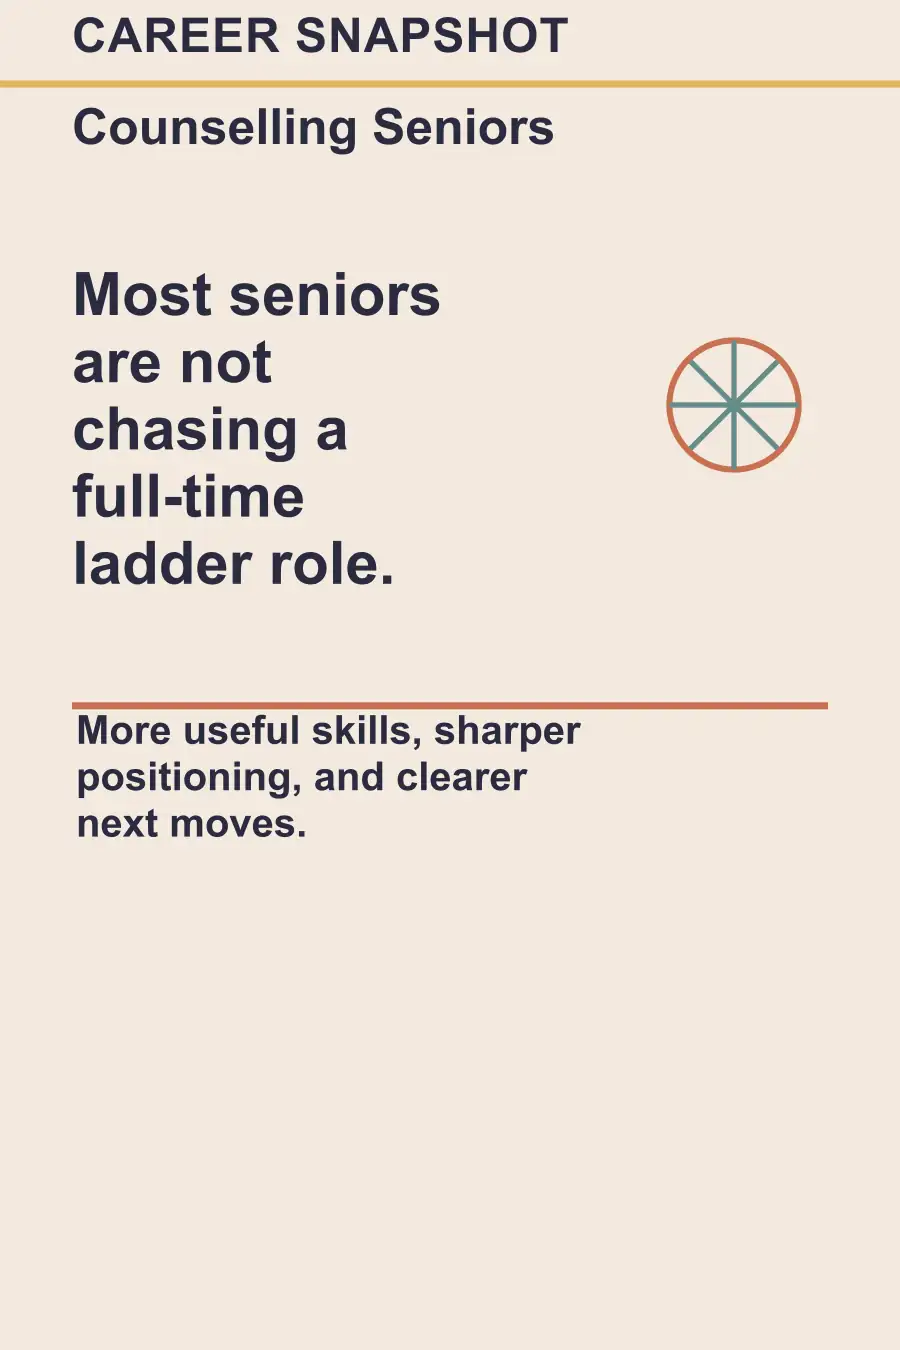 CAREER SNAPSHOT
Counselling Seniors
Most seniors
are not
chasing a
full-time
ladder role.
More useful skills, sharper
positioning, and clearer
next moves.